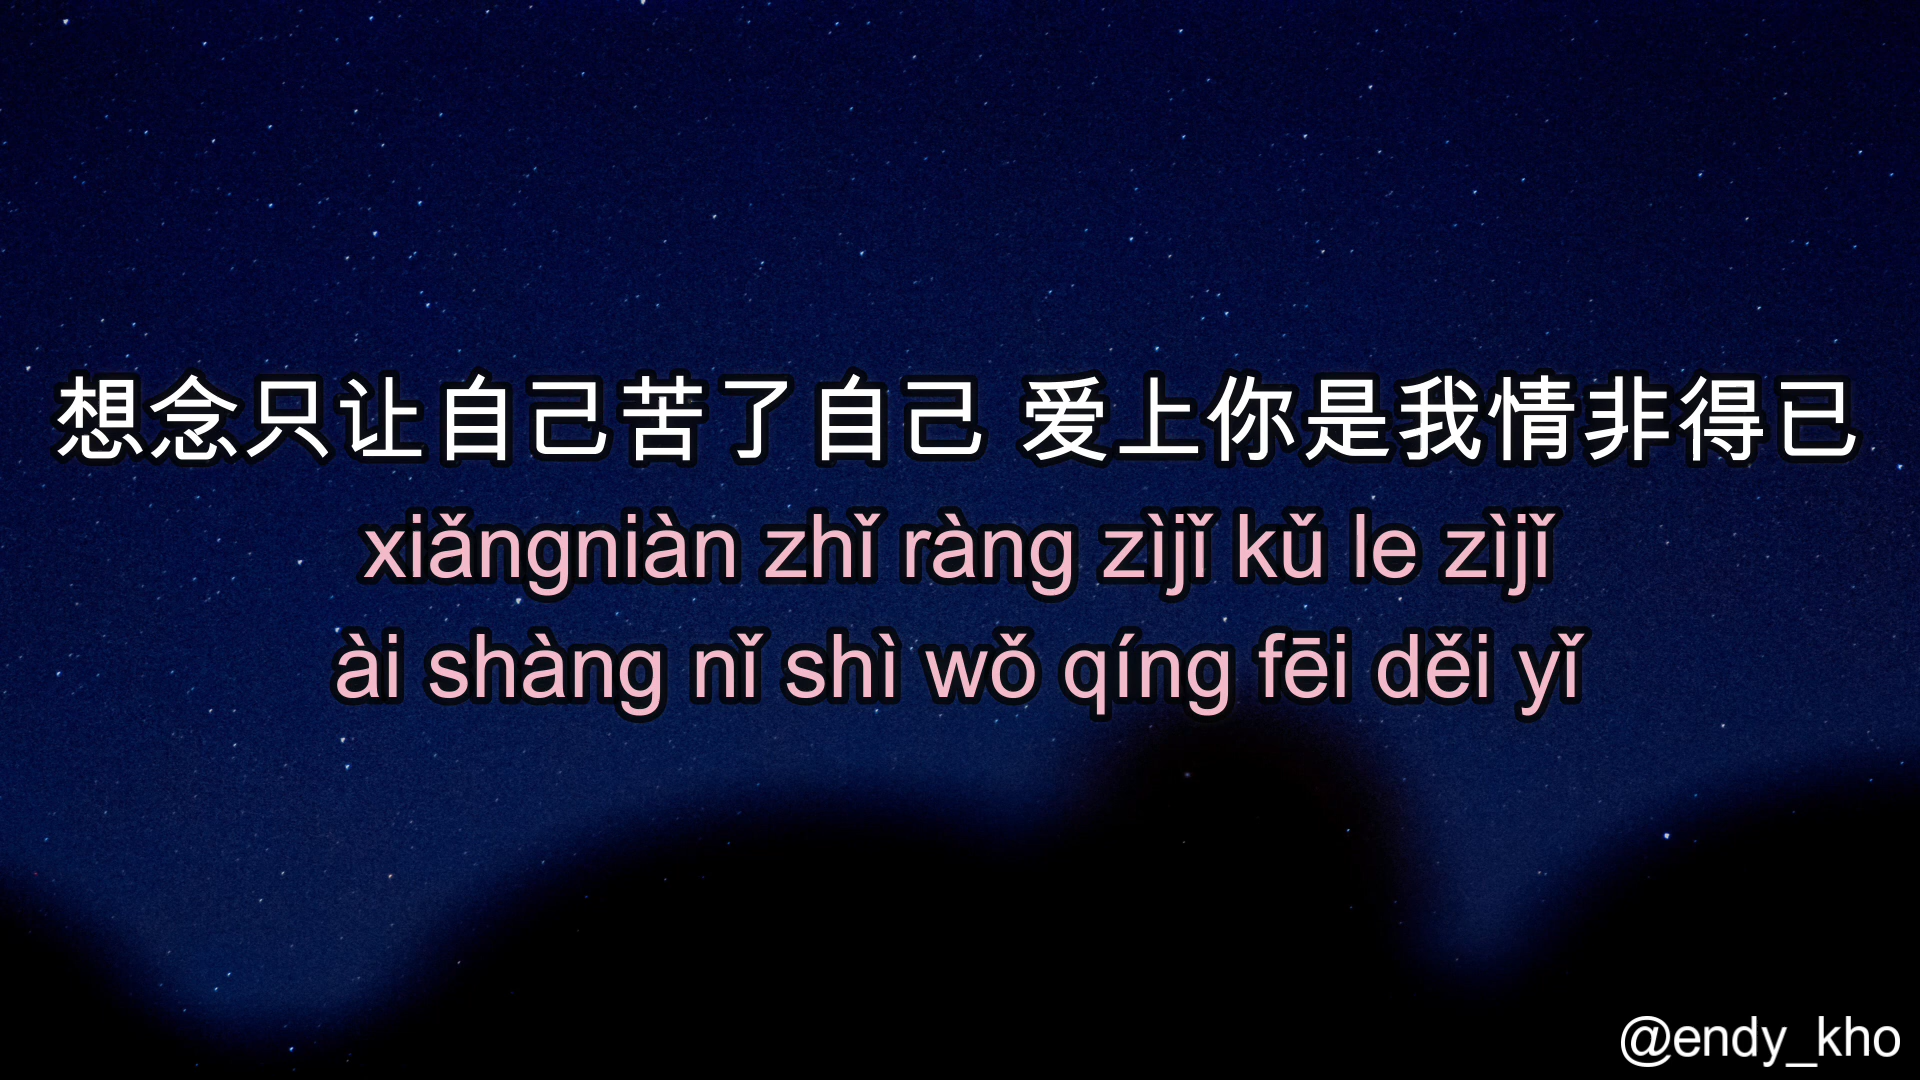 想念只让自己苦了自己 爱上你是我情非得已
xiǎngniàn zhǐ ràng zìjǐ kǔ le zìjǐ
ài shàng nǐ shì wǒ qíng fēi děi yǐ
@endy_kho